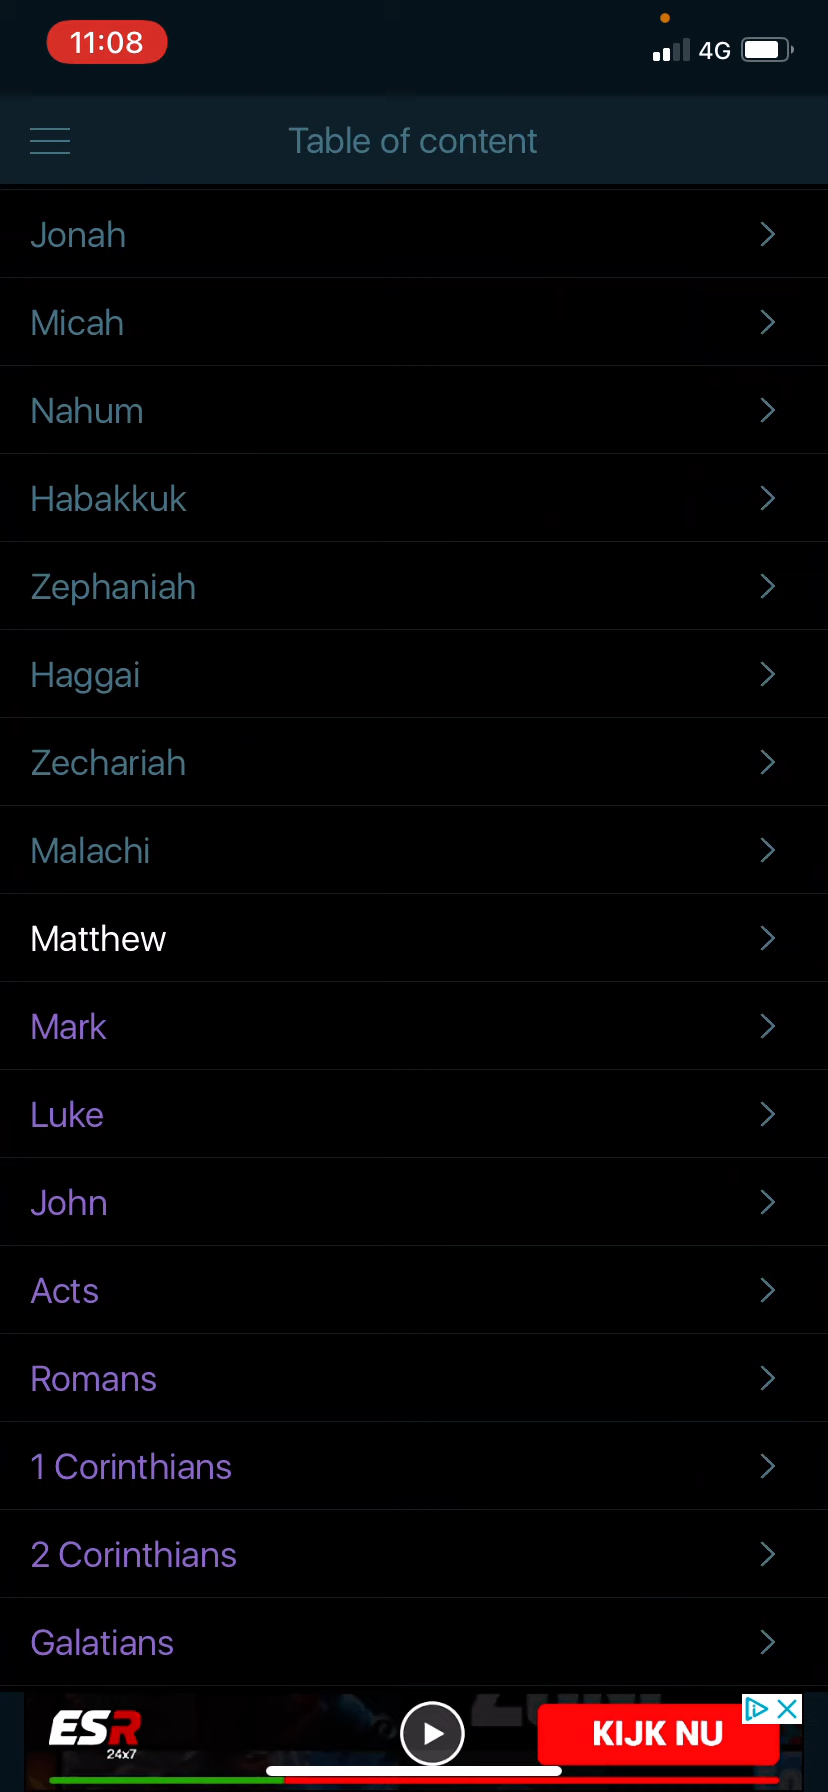 11:08
4G
Table of content
Jonah
Micah
Nahum
Habakkuk
Zephaniah
Haggai
Zechariah
Malachi
Matthew
Mark
Luke
John
Acts
Romans
1 Corinthians
2 Corinthians
Galatians
ESR
24x7
KIJK NU